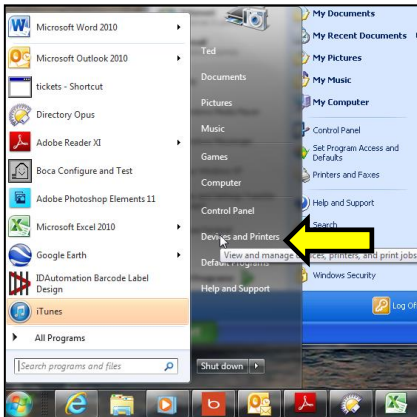 Microsoft Word 2010
Microsoft Outlook 2010
tickets - Shortcut
Directory Opus
Adobe Reader XI
Boca Configure and Test
Adobe Photoshop Elements 11
Microsoft Excel 2010
Google Earth
IDAutomation Barcode Label
Design
iTunes
All Programs
Search programs and files
Ted
Documents
Pictures
Music
Games
Computer
Control Panel
Devices and Printers
Default Programs
View and manage devices, printers, and print jobs
Help and Support
Shut down
My Documents
My Recent Documents
My Pictures
My Music
My Computer
Control Panel
Set Program Access and
Defaults
Printers and Faxes
Help and Support
Search
Windows Security
Log Of